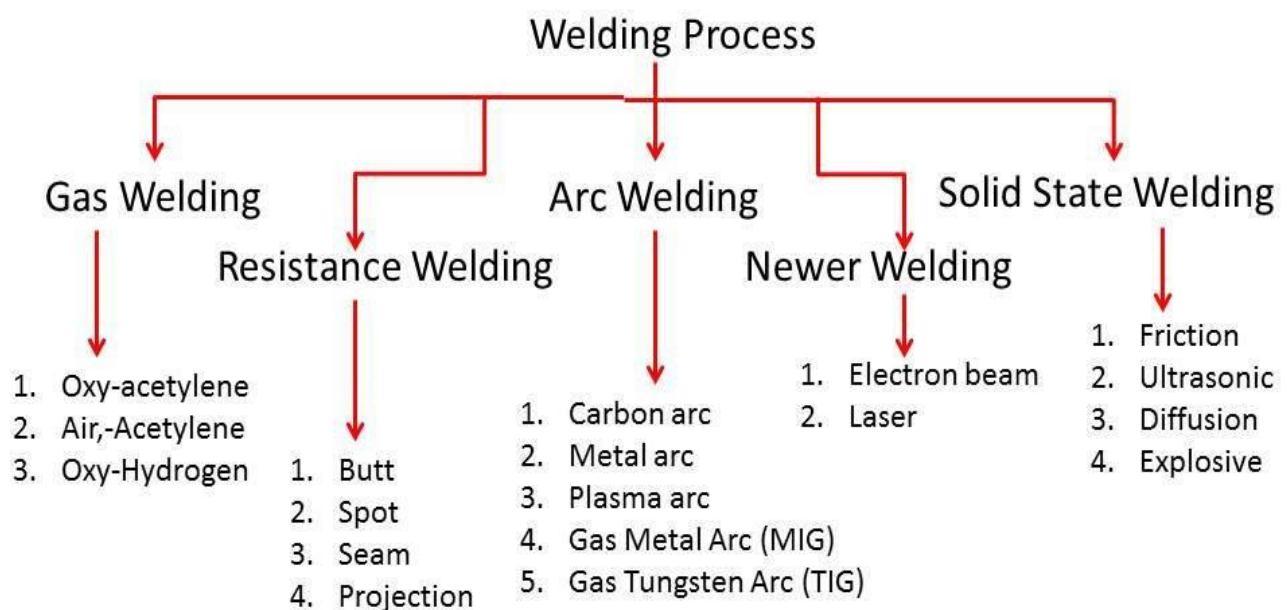 Welding Process
Gas Welding
1. Oxy-acetylene
2. Air,-Acetylene
3. Oxy-Hydrogen
Resistance Welding
1. Butt
2. Spot
3. Seam
4. Projection
Arc Welding
1. Carbon arc
2. Metal arc
3. Plasma arc
4. Gas Metal Arc (MIG)
5. Gas Tungsten Arc (TIG)
Newer Welding
1. Electron beam
2. Laser
Solid State Welding
1. Friction
2. Ultrasonic
3. Diffusion
4. Explosive